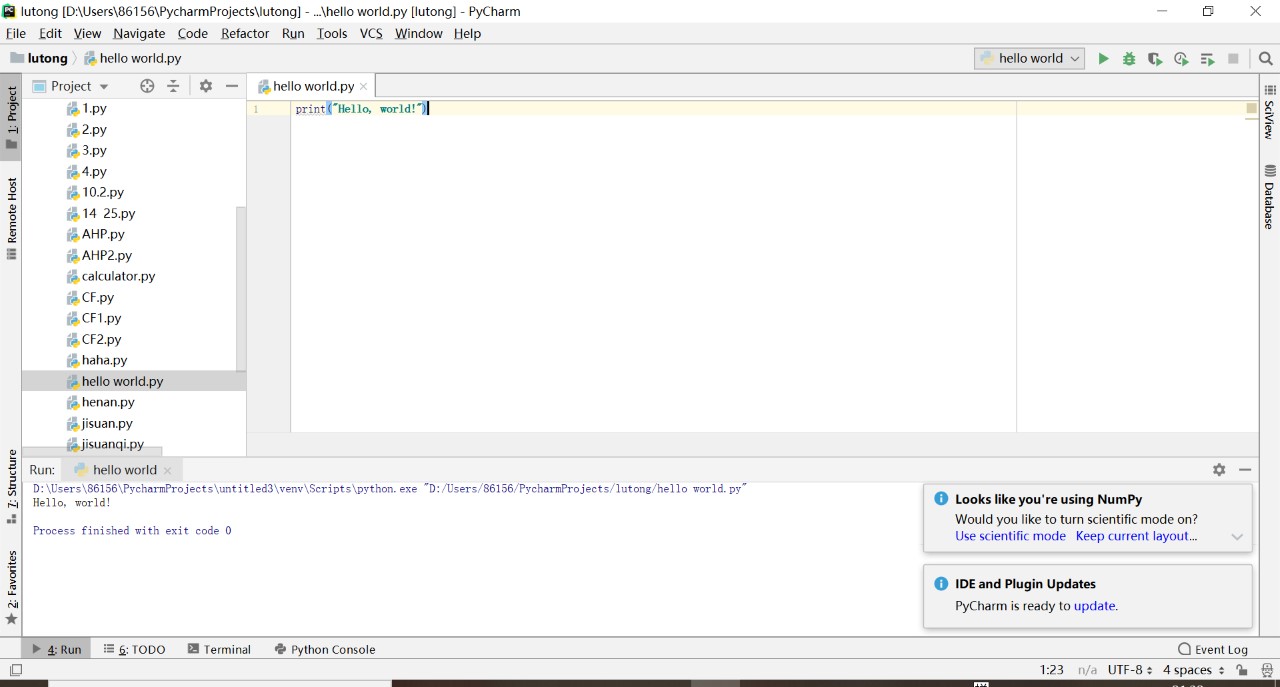 lutong [D:\Users\86156\PycharmProjects\lutong] - ...\hello world.py [lutong] - PyCharm
File Edit View Navigate Code Refactor Run Tools VCS Window Help
lutong hello world.py hello world
1: Project
Project
hello world.py
1.py
2.py
3.py
4.py
10.2.py
14 25.py
AHP.py
AHP2.py
calculator.py
CF.py
CF1.py
CF2.py
haha.py
hello world.py
henan.py
jisuan.py
jisuanqi.py
1 print("Hello, world!")
SciView
Database
Remote Host
7: Structure
2: Favorites
Run: hello world
D:\Users\86156\PycharmProjects\untitled3\venv\Scripts\python.exe "D:/Users/86156/PycharmProjects/lutong/hello world.py"
Hello, world!
Process finished with exit code 0
Looks like you're using NumPy
Would you like to turn scientific mode on?
Use scientific mode Keep current layout...
IDE and Plugin Updates
PyCharm is ready to update.
4: Run 6: TODO Terminal Python Console Event Log
1:23 n/a UTF-8 4 spaces